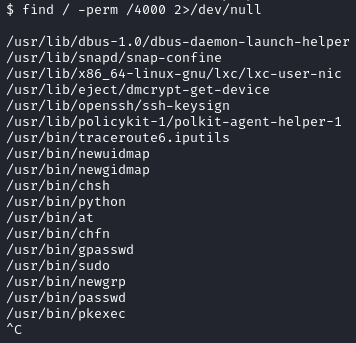 $ find / -perm /4000 2>/dev/null
/usr/lib/dbus-1.0/dbus-daemon-launch-helper
/usr/lib/snapd/snap-confine
/usr/lib/x86_64-linux-gnu/lxc/lxc-user-nic
/usr/lib/eject/dmcrypt-get-device
/usr/lib/openssh/ssh-keysign
/usr/lib/policykit-1/polkit-agent-helper-1
/usr/bin/traceroute6.iputils
/usr/bin/newuidmap
/usr/bin/newgidmap
/usr/bin/chsh
/usr/bin/python
/usr/bin/at
/usr/bin/chfn
/usr/bin/gpasswd
/usr/bin/sudo
/usr/bin/newgrp
/usr/bin/passwd
/usr/bin/pkexec
^C